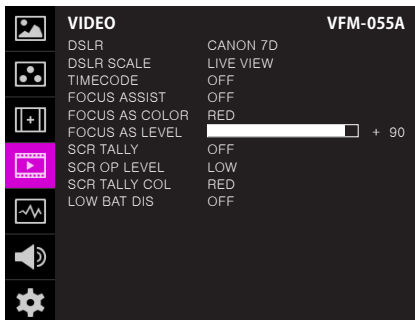 VIDEO VFM-055A
DSLR CANON 7D
DSLR SCALE LIVE VIEW
TIMECODE OFF
FOCUS ASSIST OFF
FOCUS AS COLOR RED
FOCUS AS LEVEL + 90
SCR TALLY OFF
SCR OP LEVEL LOW
SCR TALLY COL RED
LOW BAT DIS OFF